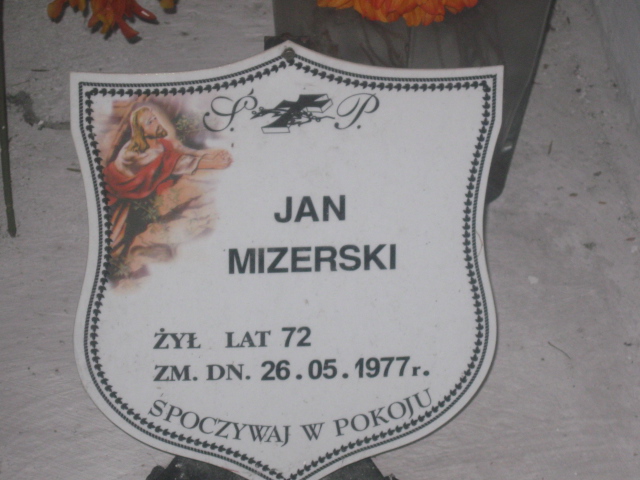 Ś. P.
JAN
MIZERSKI
ŻYŁ LAT 72
ZM. DN. 26.05.1977r.
SPOCZYWAJ W POKOJU